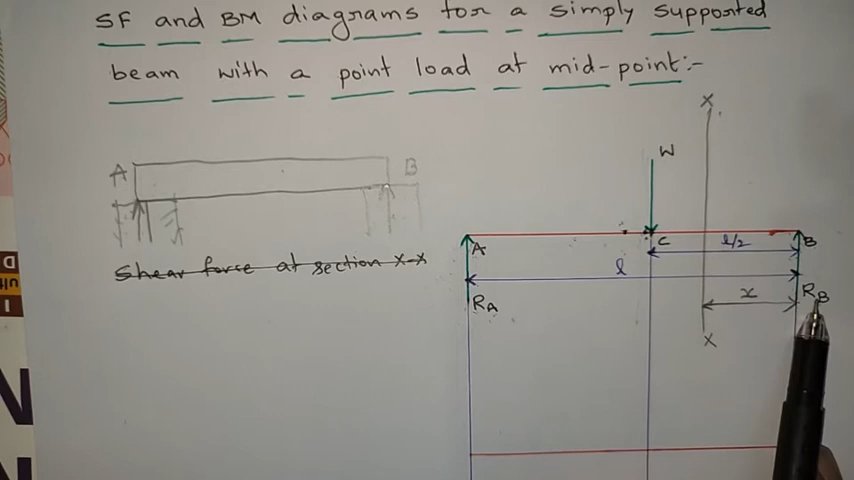 SF and BM diagrams for a simply supported
beam with a point load at mid-point:-
X
W
A
B
A
C
l/2
B
Shear force at section X-X
l
RA
x
RB
X